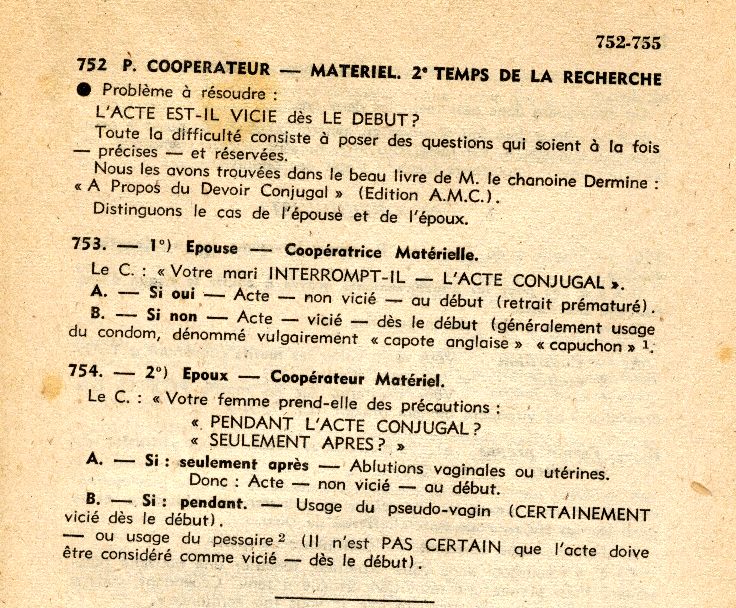 752-755
752 P. COOPERATEUR — MATERIEL. 2e TEMPS DE LA RECHERCHE
● Problème à résoudre :
L'ACTE EST-IL VICIE dès LE DEBUT ?
Toute la difficulté consiste à poser des questions qui soient à la fois
— précises — et réservées.
Nous les avons trouvées dans le beau livre de M. le chanoine Dermine :
« A Propos du Devoir Conjugal » (Edition A.M.C.).
Distinguons le cas de l'épouse et de l'époux.
753. — 1°) Epouse — Coopératrice Matérielle.
Le C. : « Votre mari INTERROMPT-IL — L'ACTE CONJUGAL ».
A. — Si oui — Acte — non vicié — au début (retrait prématuré).
B. — Si non — Acte — vicié — dès le début (généralement usage
du condom, dénommé vulgairement « capote anglaise » « capuchon » 1.
754. — 2°) Epoux — Coopérateur Matériel.
Le C. : « Votre femme prend-elle des précautions :
« PENDANT L'ACTE CONJUGAL ?
« SEULEMENT APRES ? »
A. — Si : seulement après — Ablutions vaginales ou utérines.
Donc : Acte — non vicié — au début.
B. — Si : pendant. — Usage du pseudo-vagin (CERTAINEMENT
vicié dès le début).
— ou usage du pessaire 2 (Il n'est PAS CERTAIN que l'acte doive
être considéré comme vicié — dès le début).